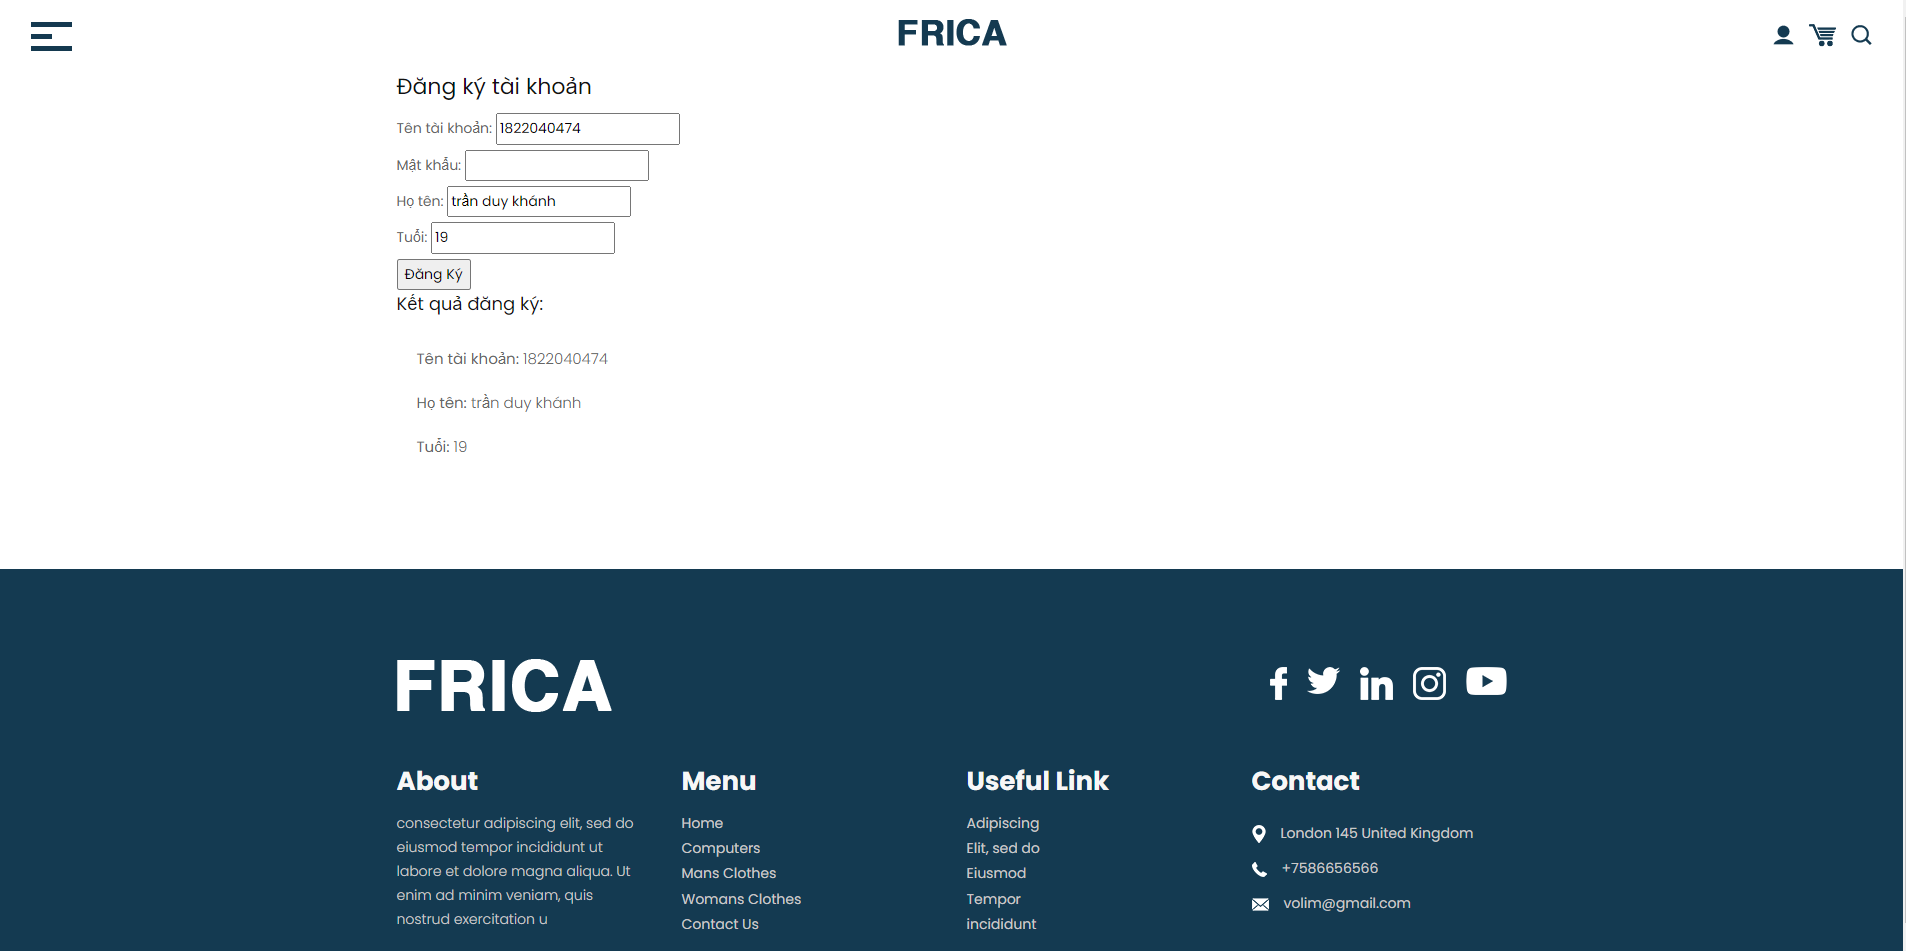 FRICA
Đăng ký tài khoản
Tên tài khoản: 1822040474
Mật khẩu:
Họ tên: trần duy khánh
Tuổi: 19
Đăng Ký
Kết quả đăng ký:
Tên tài khoản: 1822040474
Họ tên: trần duy khánh
Tuổi: 19
FRICA
About
consectetur adipiscing elit, sed do
eiusmod tempor incididunt ut
labore et dolore magna aliqua. Ut
enim ad minim veniam, quis
nostrud exercitation u
Menu
Home
Computers
Mans Clothes
Womans Clothes
Contact Us
Useful Link
Adipiscing
Elit, sed do
Eiusmod
Tempor
incididunt
Contact
London 145 United Kingdom
+7586656566
volim@gmail.com